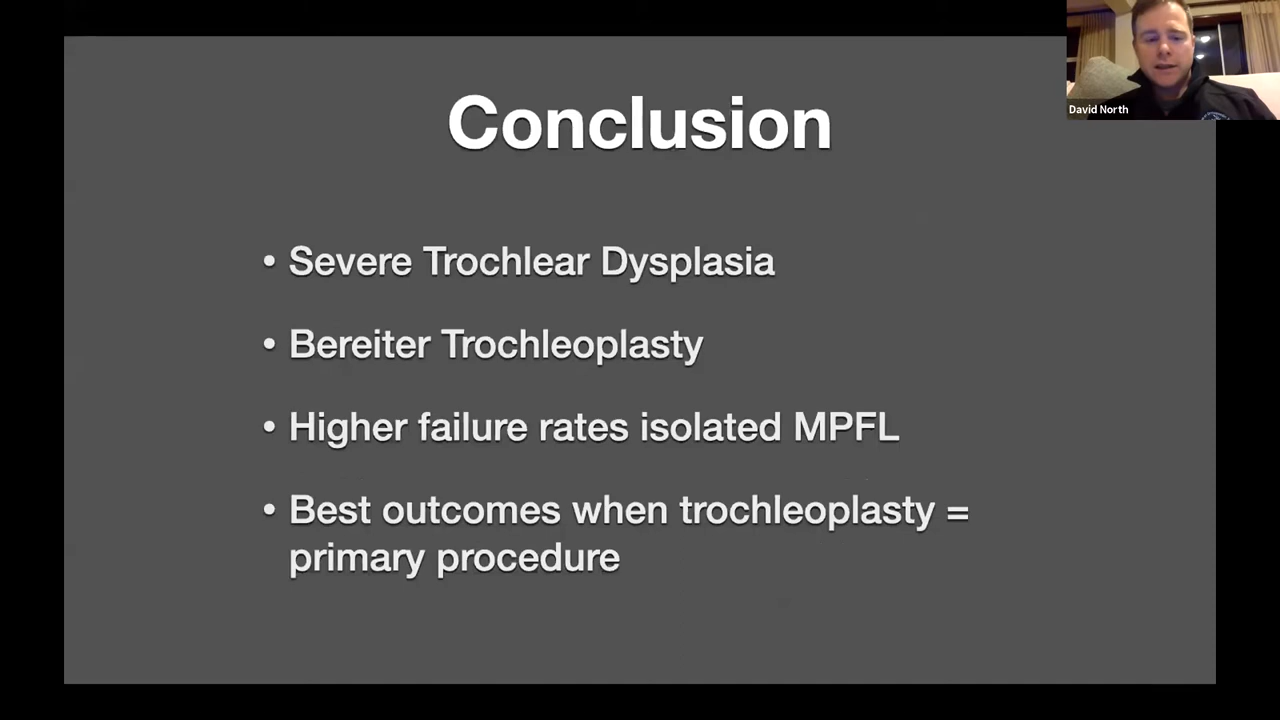 David North
Conclusion
• Severe Trochlear Dysplasia
• Bereiter Trochleoplasty
• Higher failure rates isolated MPFL
• Best outcomes when trochleoplasty =
primary procedure